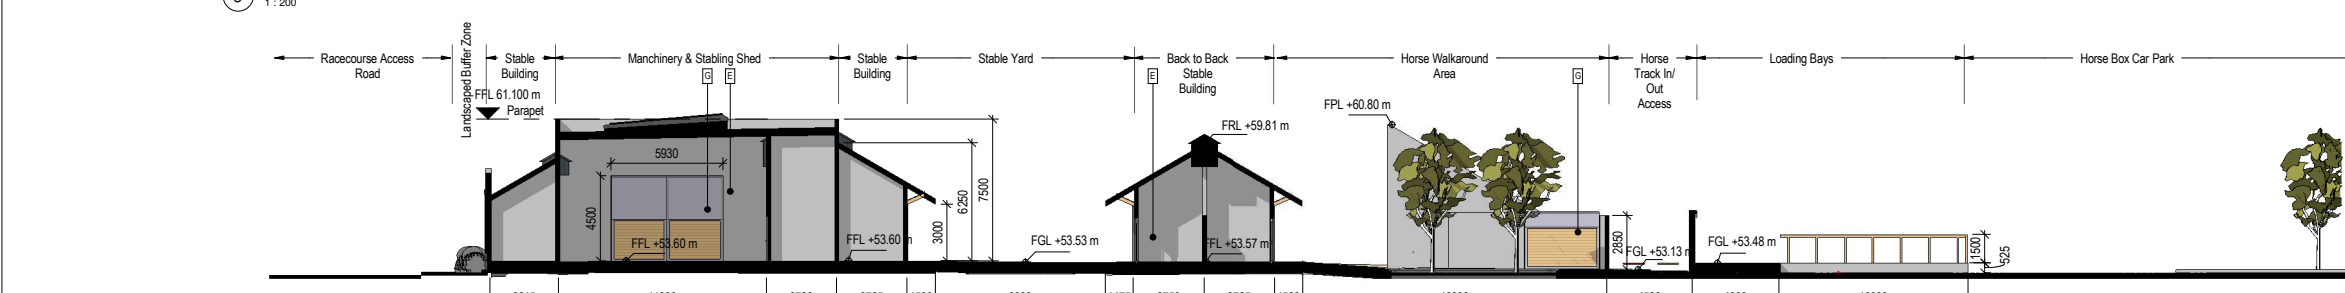 1 : 200
Landscaped Buffer Zone
Racecourse Access
Road
Stable
Building
Manchinery & Stabling Shed
Stable
Building
Stable Yard
Back to Back
Stable
Building
Horse Walkaround
Area
Horse
Track In/
Out
Access
Loading Bays
Horse Box Car Park
G
E
E
G
FFL 61.100 m
Parapet
FPL +60.80 m
FRL +59.81 m
5930
4500
7500
6250
3000
2850
1500
525
FFL +53.60 m
FFL +53.60 m
FGL +53.53 m
FFL +53.57 m
FGL +53.13 m
FGL +53.48 m